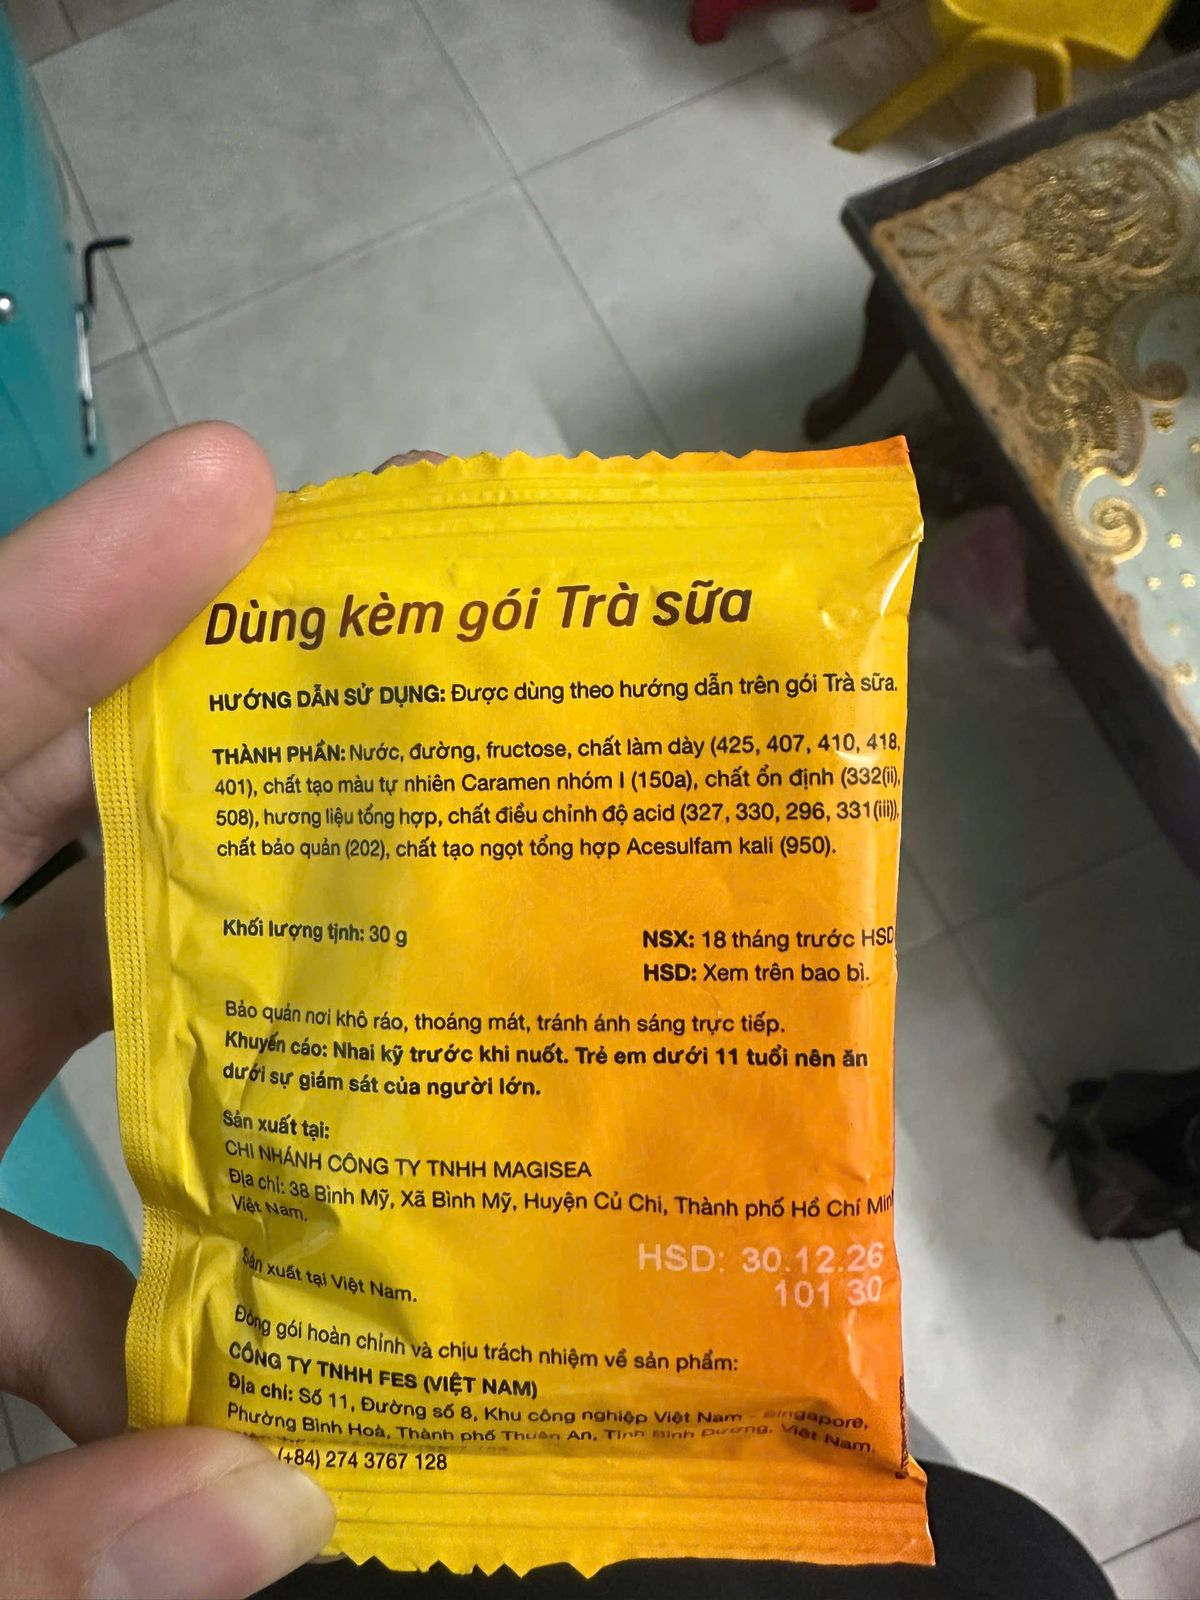 Dùng kèm gói Trà sữa
HƯỚNG DẪN SỬ DỤNG: Được dùng theo hướng dẫn trên gói Trà sữa.
THÀNH PHẦN: Nước, đường, fructose, chất làm dày (425, 407, 410, 418,
401), chất tạo màu tự nhiên Caramen nhóm I (150a), chất ổn định (332(ii),
508), hương liệu tổng hợp, chất điều chỉnh độ acid (327, 330, 296, 331(iii)),
chất bảo quản (202), chất tạo ngọt tổng hợp Acesulfam kali (950).
Khối lượng tịnh: 30 g
NSX: 18 tháng trước HSD
HSD: Xem trên bao bì.
Bảo quản nơi khô ráo, thoáng mát, tránh ánh sáng trực tiếp.
Khuyến cáo: Nhai kỹ trước khi nuốt. Trẻ em dưới 11 tuổi nên ăn
dưới sự giám sát của người lớn.
Sản xuất tại:
CHI NHÁNH CÔNG TY TNHH MAGISEA
Địa chỉ: 38 Bình Mỹ, Xã Bình Mỹ, Huyện Củ Chi, Thành phố Hồ Chí Minh
Việt Nam.
HSD: 30.12.26
101 30
Sản xuất tại Việt Nam.
Đóng gói hoàn chỉnh và chịu trách nhiệm về sản phẩm:
CÔNG TY TNHH FES (VIỆT NAM)
Địa chỉ: Số 11, Đường số 8, Khu công nghiệp Việt Nam - Singapore,
Phường Bình Hoà, Thành phố Thuận An, Tỉnh Bình Dương, Việt Nam.
(+84) 274 3767 128